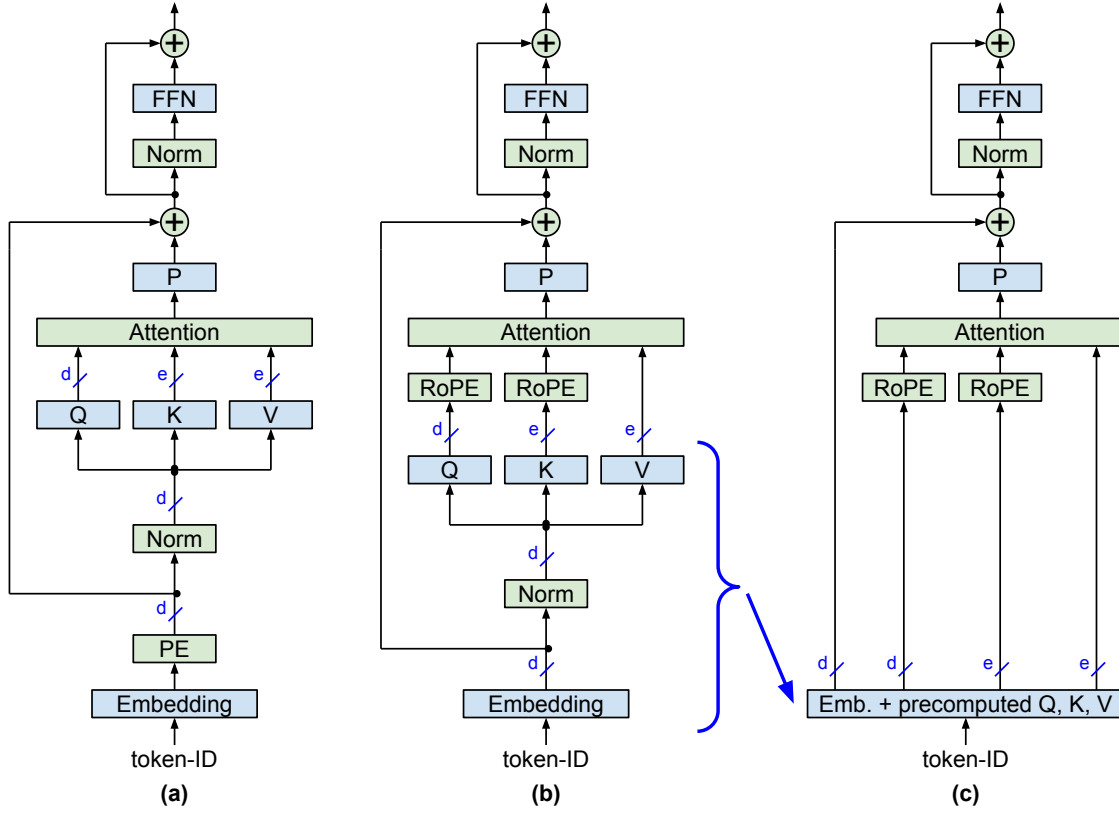 +
FFN
Norm
+
P
Attention
d e e
Q K V
d
Norm
d
PE
Embedding
token-ID
(a)
+
FFN
Norm
+
P
Attention
RoPE RoPE
d e e
Q K V
d
Norm
d
Embedding
token-ID
(b)
+
FFN
Norm
+
P
Attention
RoPE RoPE
d d e e
Emb. + precomputed Q, K, V
token-ID
(c)